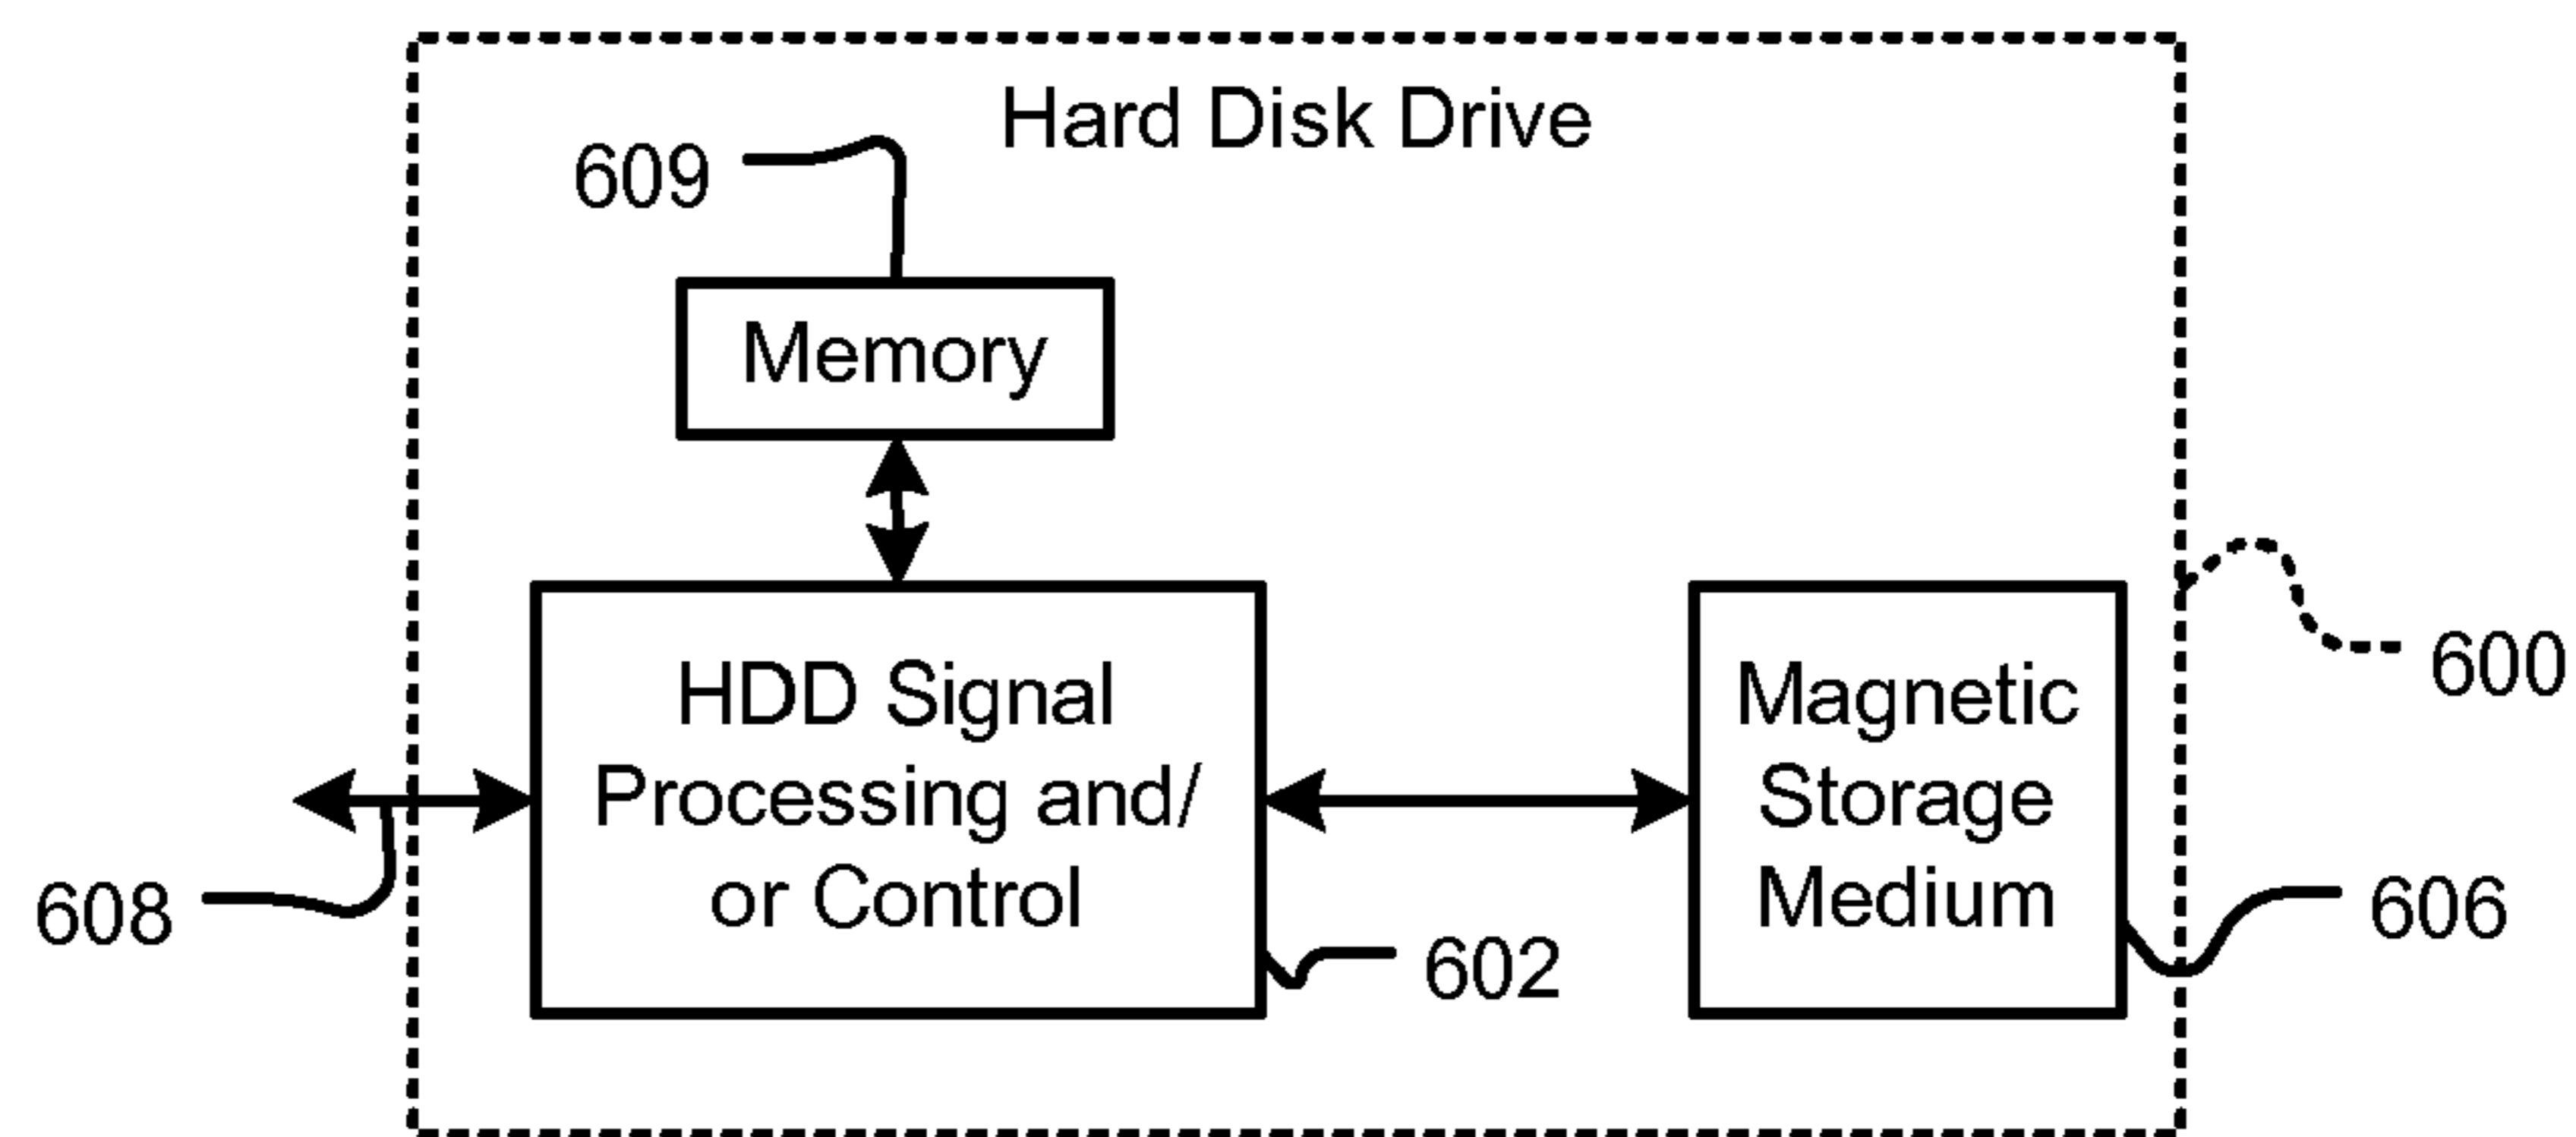 Hard Disk Drive
609
Memory
HDD Signal
Processing and/
or Control
Magnetic
Storage
Medium
600
608
602
606